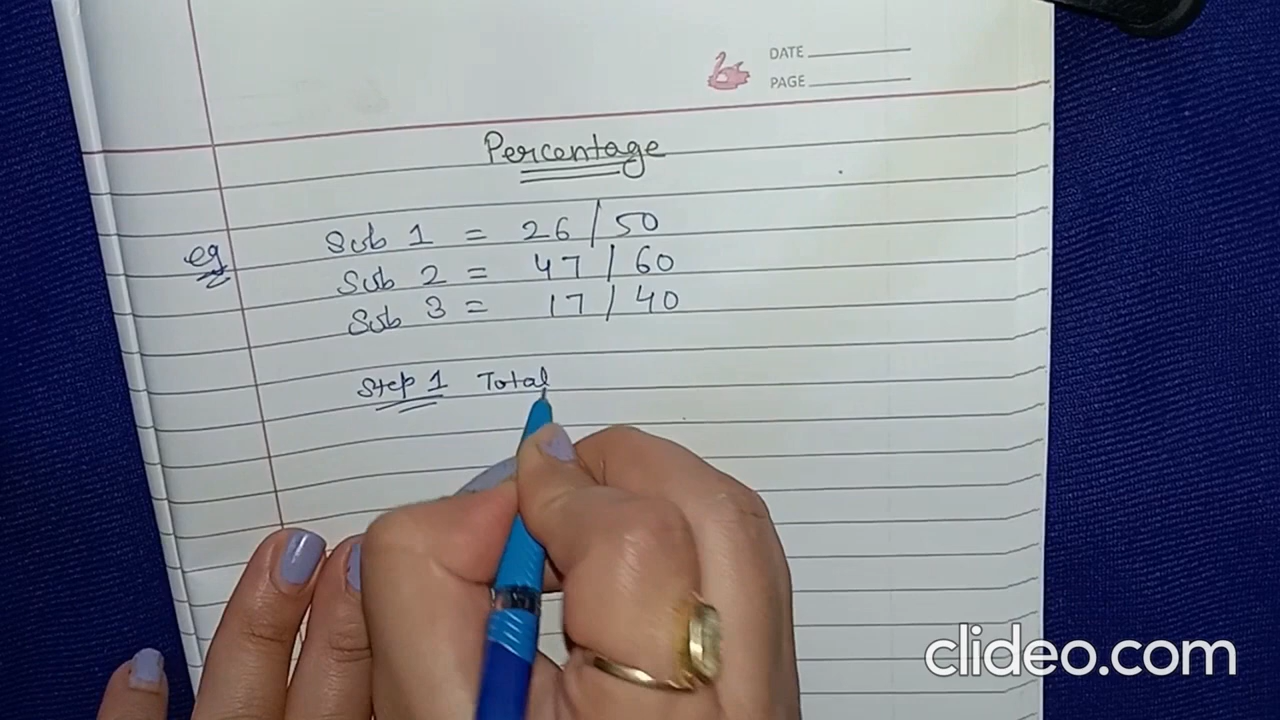 DATE
PAGE
Percentage
eg
Sub 1 = 26/50
Sub 2 = 47/60
Sub 3 = 17/40
Step 1 Total
clideo.com